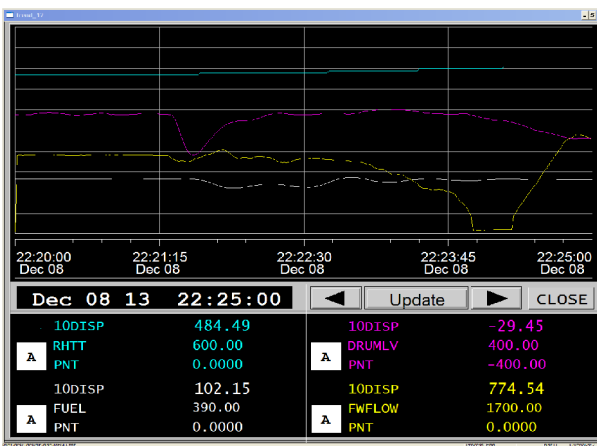 trend_12
22:20:00 22:21:15 22:22:30 22:23:45 22:25:00
Dec 08 Dec 08 Dec 08 Dec 08 Dec 08
Dec 08 13 22:25:00 Update CLOSE
10DISP 484.49 10DISP -29.45
A RHTT 600.00 A DRUMLV 400.00
PNT 0.0000 PNT -400.00
10DISP 102.15 10DISP 774.54
A FUEL 390.00 A FWFLOW 1700.00
PNT 0.0000 PNT 0.0000